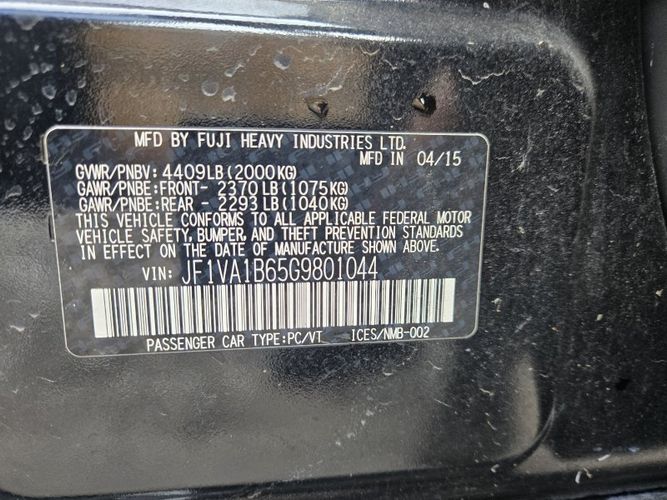 MFD BY FUJI HEAVY INDUSTRIES LTD.
MFD IN 04/15
GVWR/PNBV: 4409LB(2000KG)
GAWR/PNBE:FRONT- 2370 LB(1075KG)
GAWR/PNBE:REAR - 2293 LB(1040KG)
THIS VEHICLE CONFORMS TO ALL APPLICABLE FEDERAL MOTOR
VEHICLE SAFETY, BUMPER, AND THEFT PREVENTION STANDARDS
IN EFFECT ON THE DATE OF MANUFACTURE SHOWN ABOVE.
VIN: JF1VA1B65G9801044
PASSENGER CAR TYPE:PC/VT ICES/NMB-002